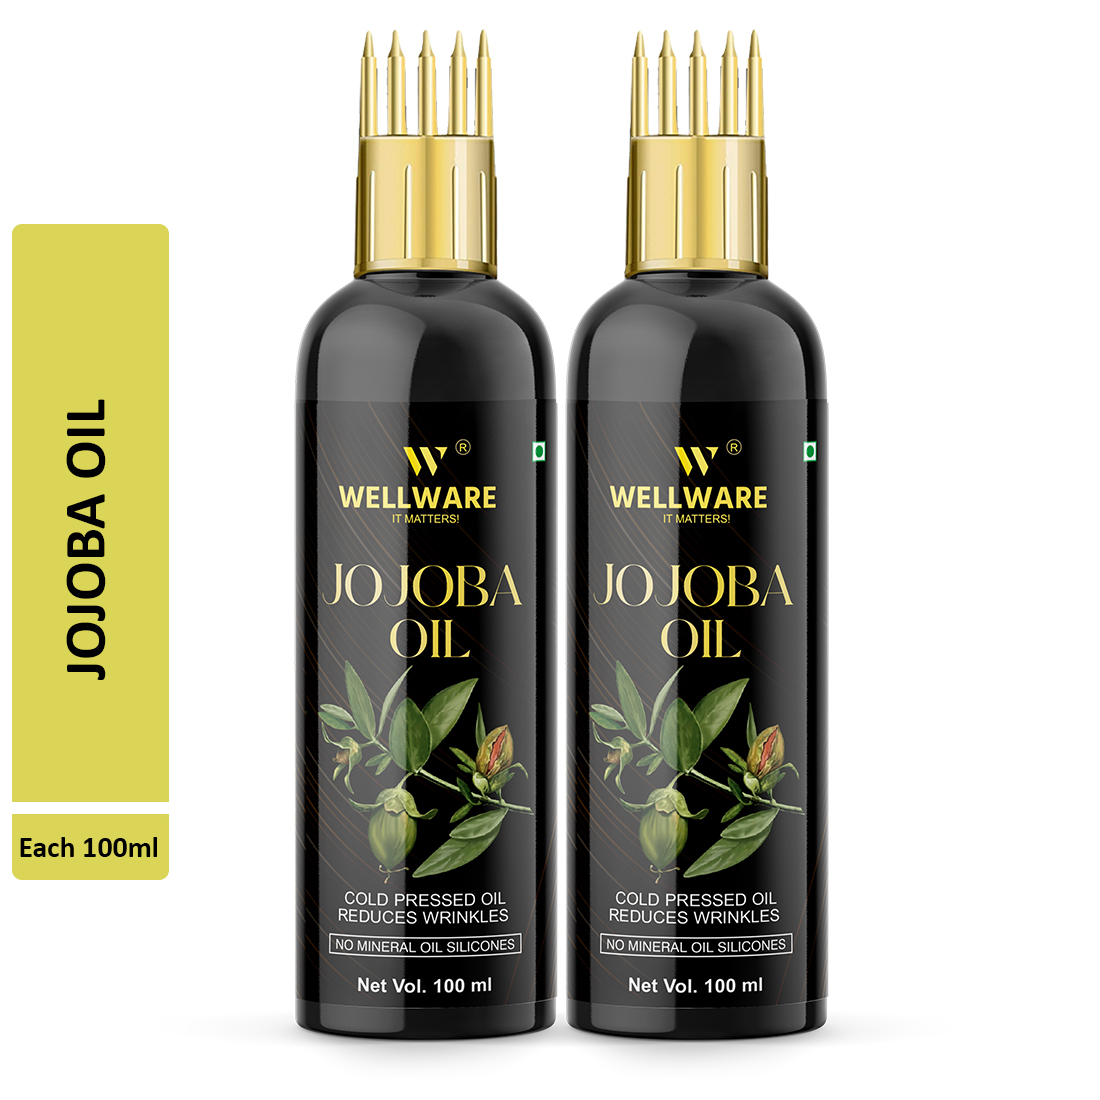 JOJOBA OIL
Each 100ml
W ®
WELLWARE
IT MATTERS!
JOJOBA
OIL
COLD PRESSED OIL
REDUCES WRINKLES
NO MINERAL OIL SILICONES
Net Vol. 100 ml
W ®
WELLWARE
IT MATTERS!
JOJOBA
OIL
COLD PRESSED OIL
REDUCES WRINKLES
NO MINERAL OIL SILICONES
Net Vol. 100 ml